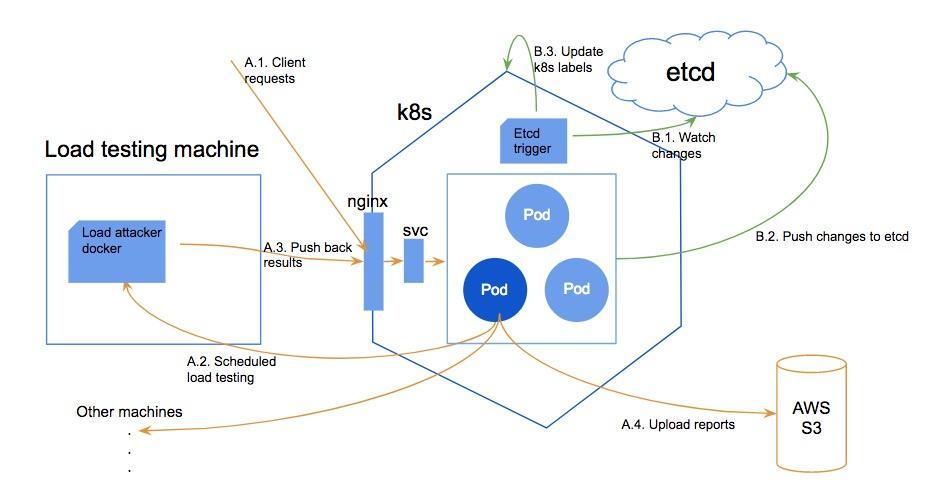 A.1. Client
requests
B.3. Update
k8s labels
etcd
k8s
Etcd
trigger
B.1. Watch
changes
Load testing machine
nginx
svc
Pod
Load attacker
docker
A.3. Push back
results
B.2. Push changes to etcd
Pod
Pod
A.2. Scheduled
load testing
Other machines
.
.
.
A.4. Upload reports
AWS
S3